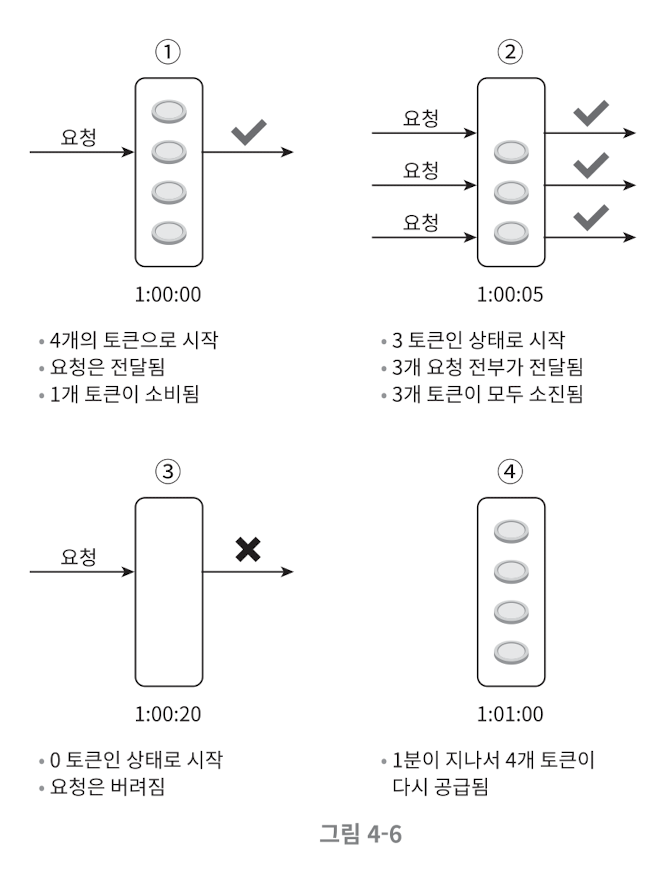 ①
요청
1:00:00
• 4개의 토큰으로 시작
• 요청은 전달됨
• 1개 토큰이 소비됨
②
요청
요청
요청
1:00:05
• 3 토큰인 상태로 시작
• 3개 요청 전부가 전달됨
• 3개 토큰이 모두 소진됨
③
요청
1:00:20
• 0 토큰인 상태로 시작
• 요청은 버려짐
④
1:01:00
• 1분이 지나서 4개 토큰이
다시 공급됨
그림 4-6